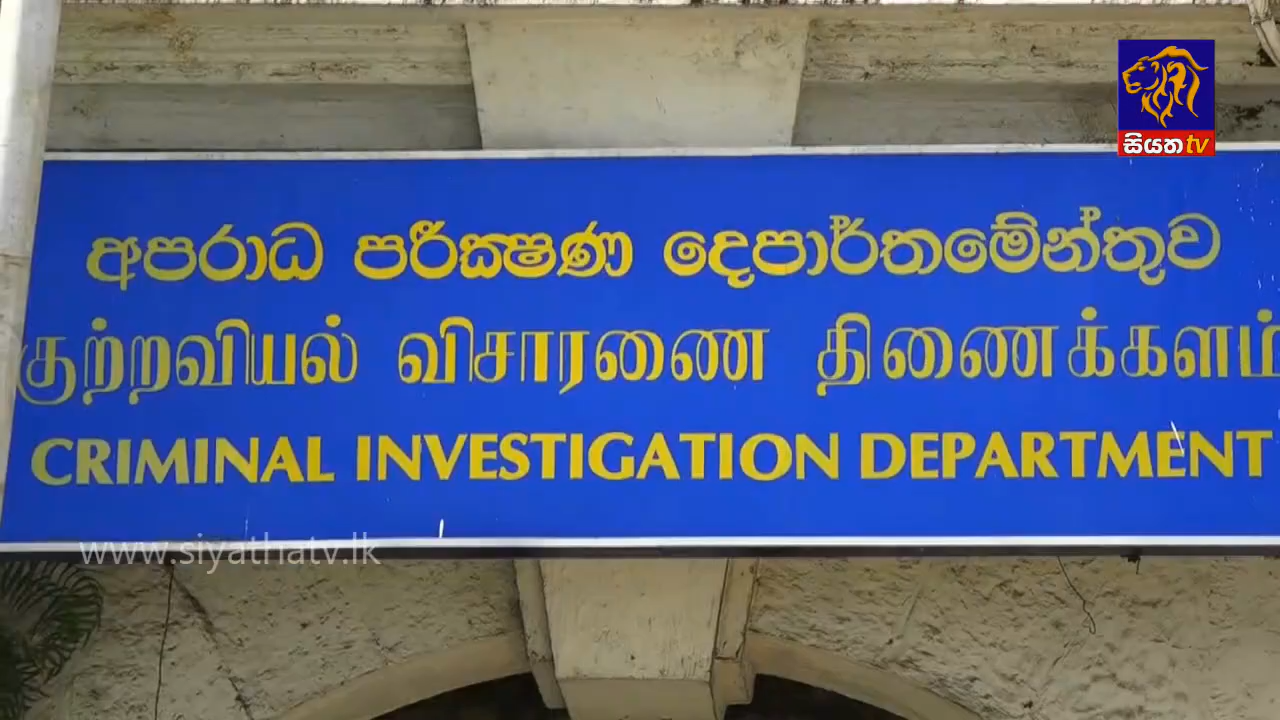 සියත tv
අපරාධ පරීක්ෂණ දෙපාර්තමේන්තුව
குற்றவியல் விசாரணை திணைக்களம்
CRIMINAL INVESTIGATION DEPARTMENT
www.siyathatv.lk